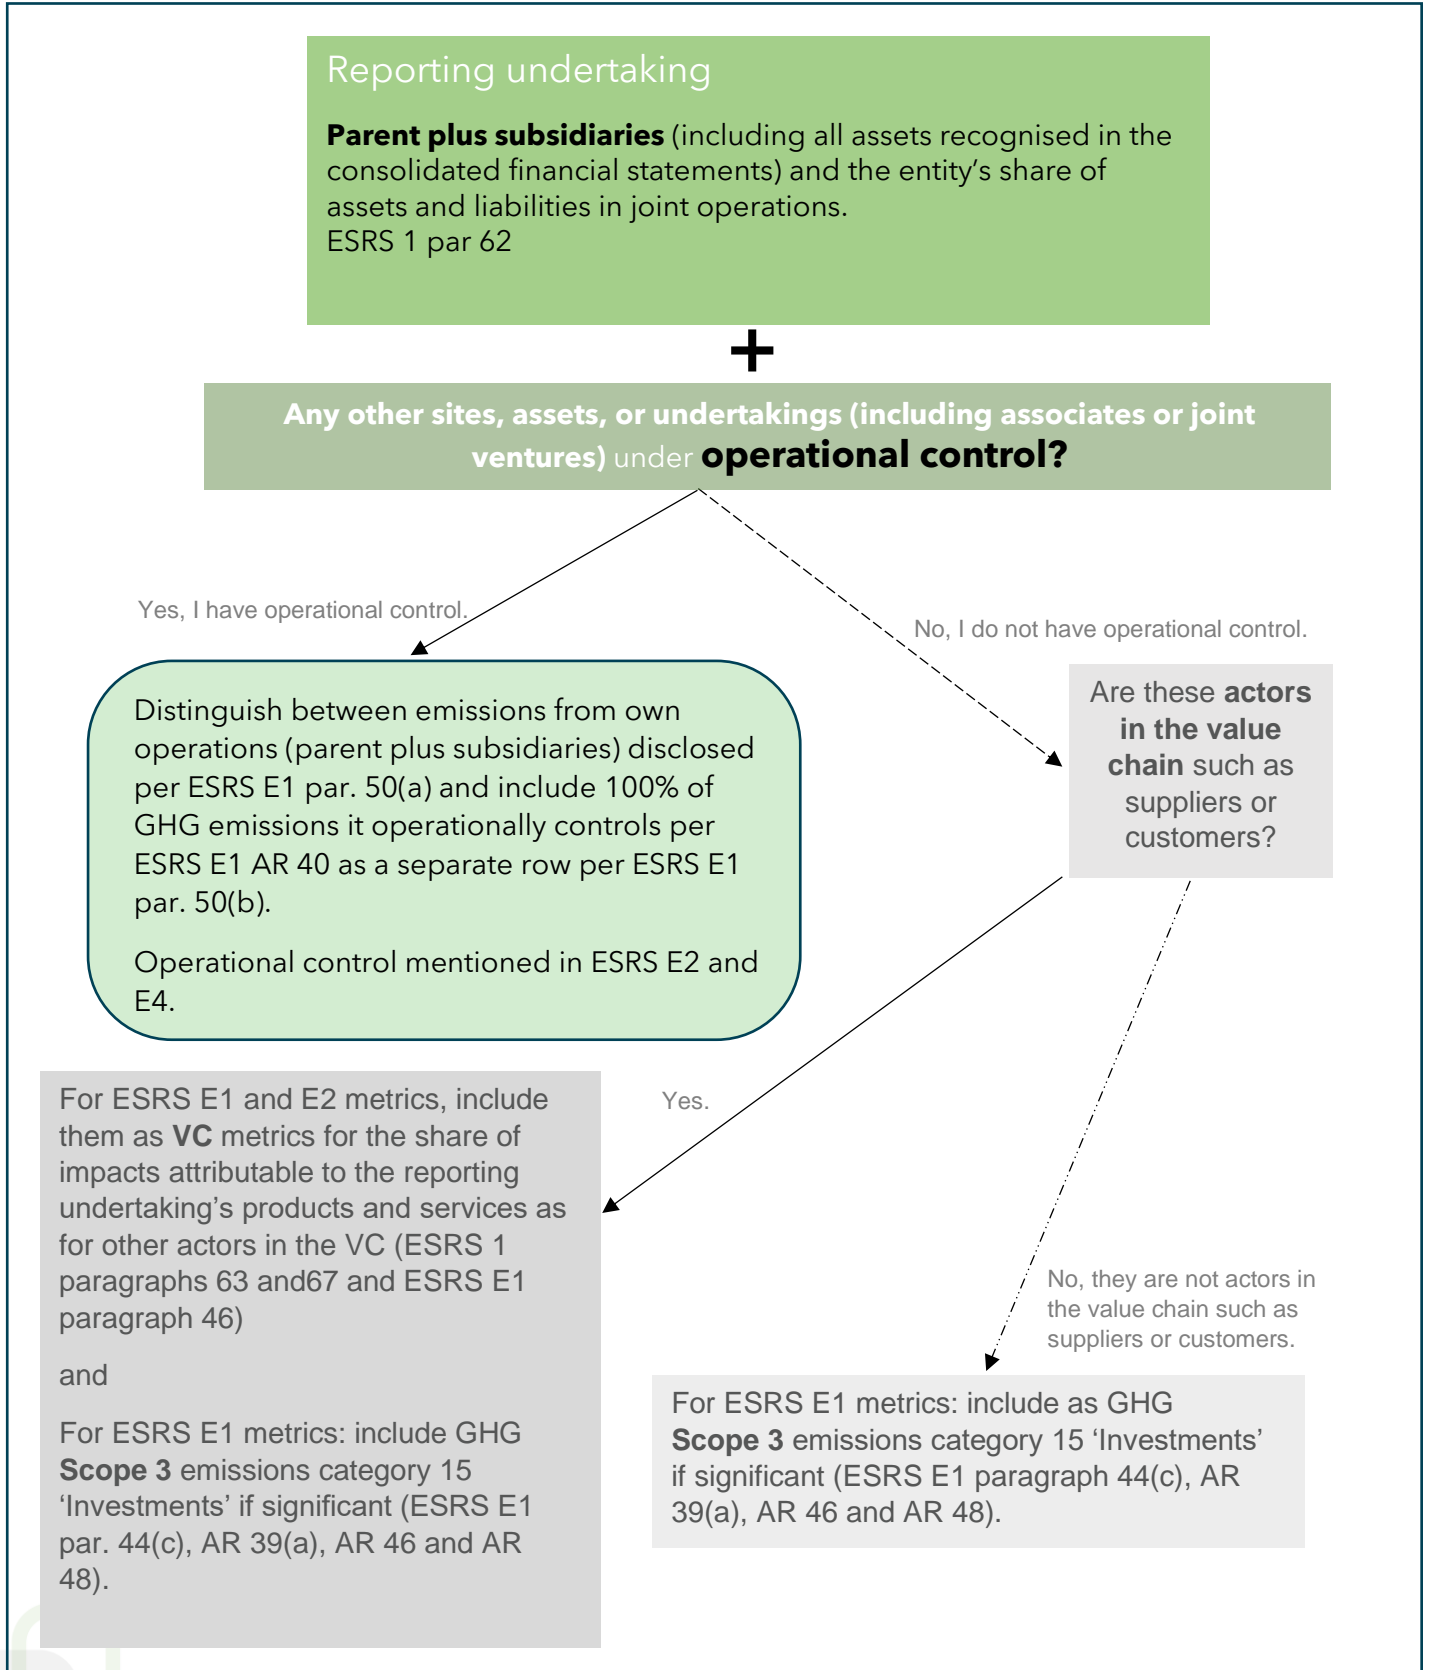 Reporting undertaking
Parent plus subsidiaries (including all assets recognised in the
consolidated financial statements) and the entity’s share of
assets and liabilities in joint operations.
ESRS 1 par 62
+
Any other sites, assets, or undertakings (including associates or joint
ventures) under operational control?
Yes, I have operational control.
No, I do not have operational control.
Distinguish between emissions from own
operations (parent plus subsidiaries) disclosed
per ESRS E1 par. 50(a) and include 100% of
GHG emissions it operationally controls per
ESRS E1 AR 40 as a separate row per ESRS E1
par. 50(b).
Operational control mentioned in ESRS E2 and
E4.
Are these actors
in the value
chain such as
suppliers or
customers?
Yes.
For ESRS E1 and E2 metrics, include
them as VC metrics for the share of
impacts attributable to the reporting
undertaking’s products and services as
for other actors in the VC (ESRS 1
paragraphs 63 and67 and ESRS E1
paragraph 46)
and
For ESRS E1 metrics: include GHG
Scope 3 emissions category 15
‘Investments’ if significant (ESRS E1
par. 44(c), AR 39(a), AR 46 and AR
48).
No, they are not actors in
the value chain such as
suppliers or customers.
For ESRS E1 metrics: include as GHG
Scope 3 emissions category 15 ‘Investments’
if significant (ESRS E1 paragraph 44(c), AR
39(a), AR 46 and AR 48).